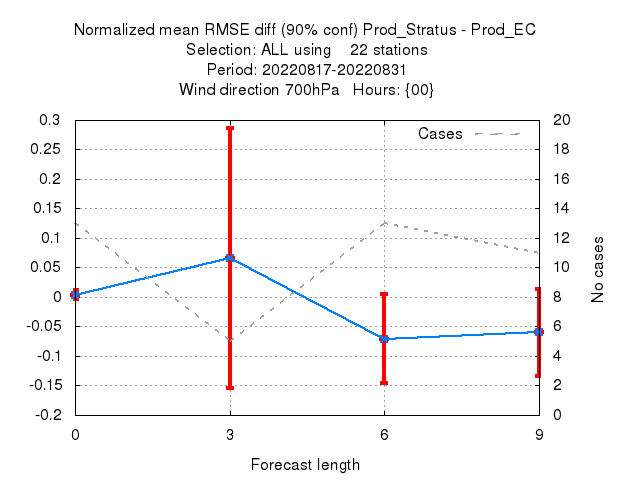 Normalized mean RMSE diff (90% conf) Prod_Stratus - Prod_EC
Selection: ALL using    22 stations
Period: 20220817-20220831
Wind direction 700hPa   Hours: {00}
0.3
0.25
0.2
0.15
0.1
0.05
0
-0.05
-0.1
-0.15
-0.2
Cases
20
18
16
14
12
10
8
6
4
2
0
No cases
0 3 6 9
Forecast length